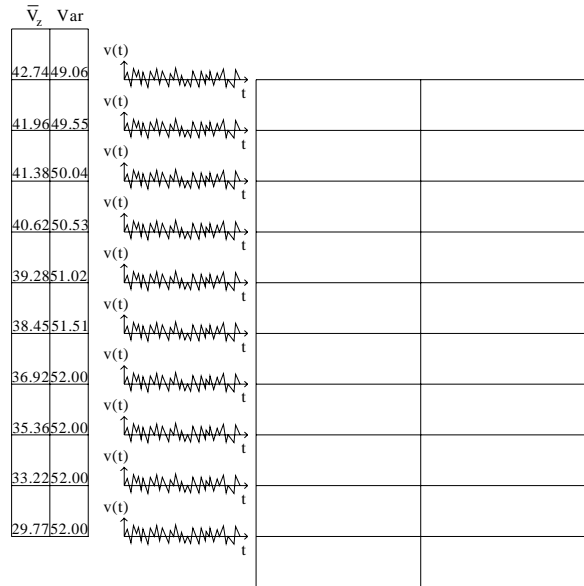 V̅z Var
v(t)
42.74 49.06
t
v(t)
41.96 49.55
t
v(t)
41.38 50.04
t
v(t)
40.62 50.53
t
v(t)
39.28 51.02
t
v(t)
38.45 51.51
t
v(t)
36.92 52.00
t
v(t)
35.36 52.00
t
v(t)
33.22 52.00
t
v(t)
29.77 52.00
t